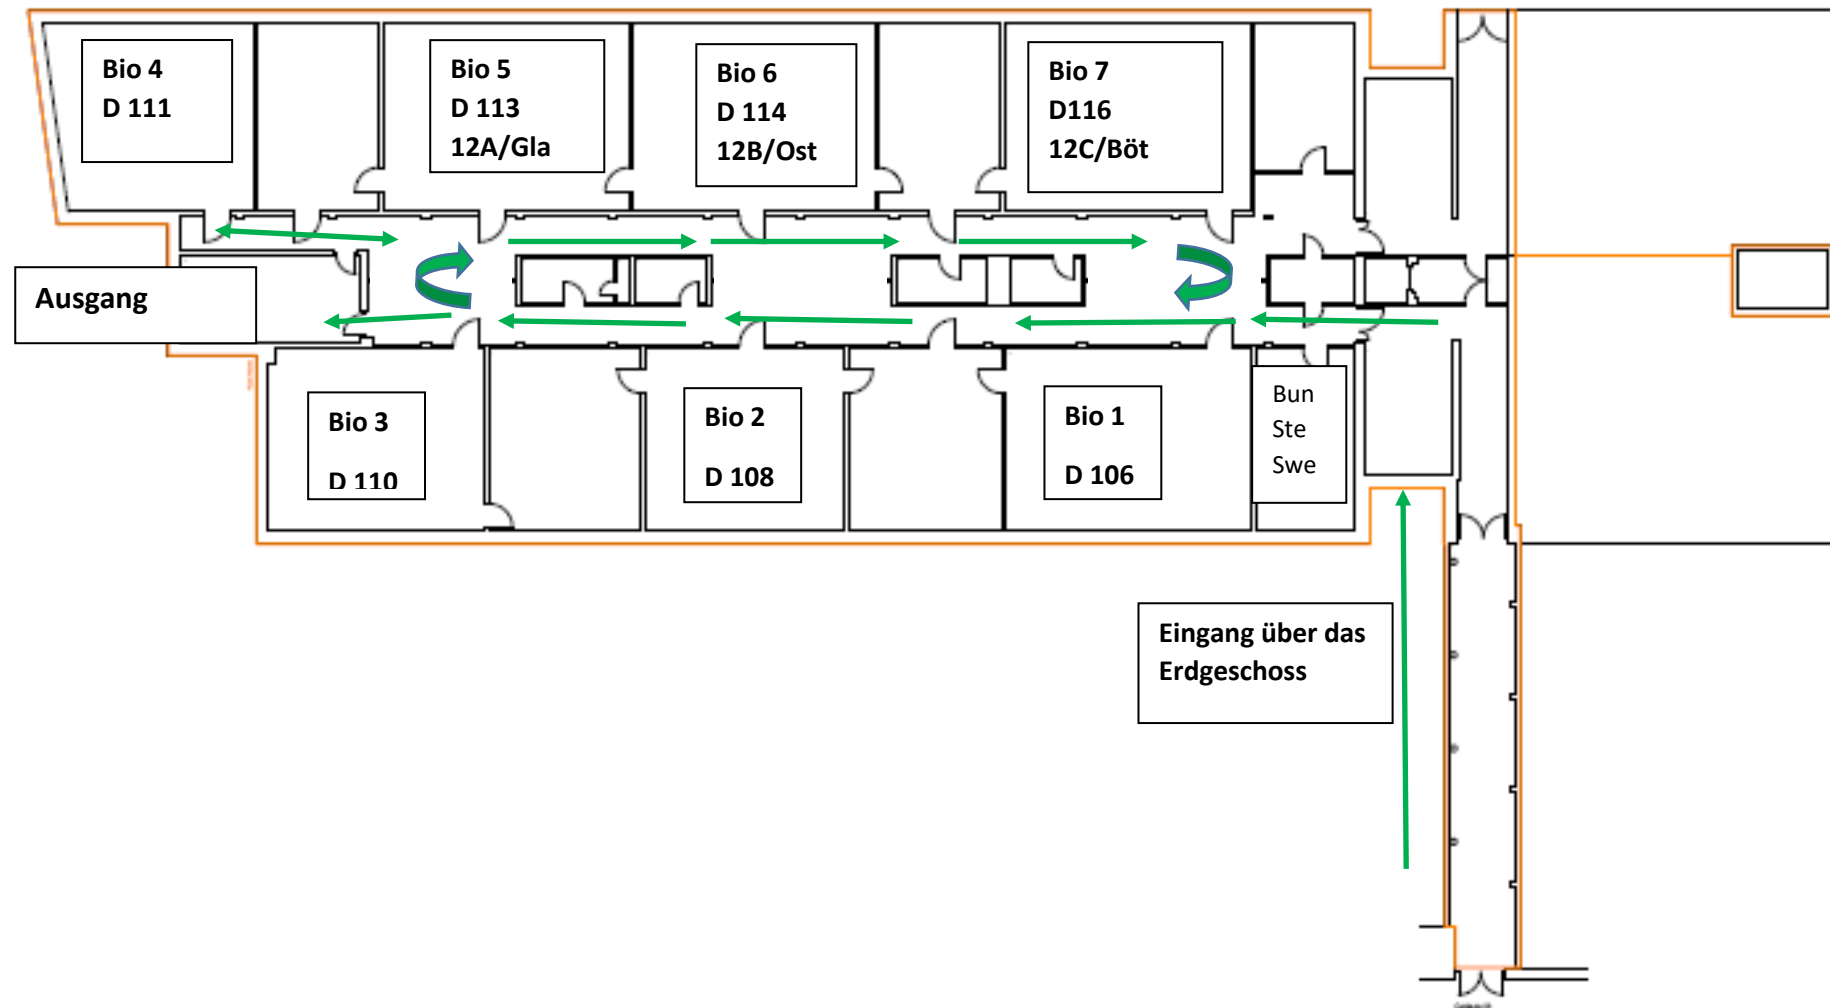 Bio 4
D 111
Bio 5
D 113
12A/Gla
Bio 6
D 114
12B/Ost
Bio 7
D116
12C/Böt
Ausgang
Bio 3
D 110
Bio 2
D 108
Bio 1
D 106
Bun
Ste
Swe
Eingang über das
Erdgeschoss